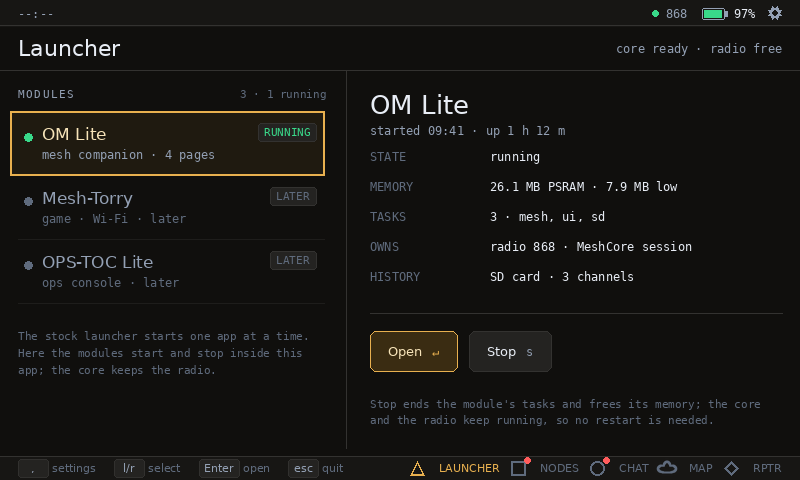 --:--
868 97%
Launcher
core ready · radio free
MODULES 3 · 1 running
OM Lite RUNNING
mesh companion · 4 pages
Mesh-Torry LATER
game · Wi-Fi · later
OPS-TOC Lite LATER
ops console · later
The stock launcher starts one app at a time.
Here the modules start and stop inside this
app; the core keeps the radio.
OM Lite
started 09:41 · up 1 h 12 m
STATE running
MEMORY 26.1 MB PSRAM · 7.9 MB low
TASKS 3 · mesh, ui, sd
OWNS radio 868 · MeshCore session
HISTORY SD card · 3 channels
Open ↵ Stop s
Stop ends the module's tasks and frees its memory; the core
and the radio keep running, so no restart is needed.
. settings l/r select Enter open esc quit LAUNCHER NODES CHAT MAP RPTR